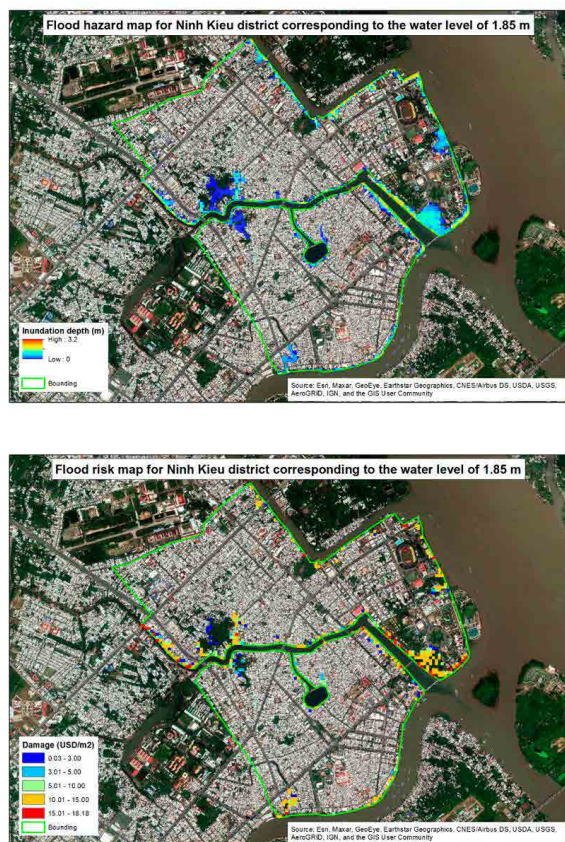 Flood hazard map for Ninh Kieu district corresponding to the water level of 1.85 m
Inundation depth (m)
High : 3.2
Low : 0
Bounding
Source: Esri, Maxar, GeoEye, Earthstar Geographics, CNES/Airbus DS, USDA, USGS,
AeroGRID, IGN, and the GIS User Community
Flood risk map for Ninh Kieu district corresponding to the water level of 1.85 m
Damage (USD/m2)
0.03 - 3.00
3.01 - 5.00
5.01 - 10.00
10.01 - 15.00
15.01 - 18.18
Bounding
Source: Esri, Maxar, GeoEye, Earthstar Geographics, CNES/Airbus DS, USDA, USGS,
AeroGRID, IGN, and the GIS User Community